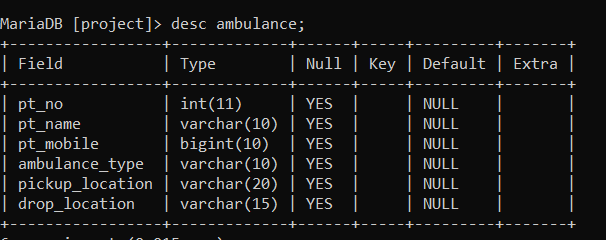 MariaDB [project]> desc ambulance;
+-----------------+-------------+------+-----+---------+-------+
| Field           | Type        | Null | Key | Default | Extra |
+-----------------+-------------+------+-----+---------+-------+
| pt_no           | int(11)     | YES  |     | NULL    |       |
| pt_name         | varchar(10) | YES  |     | NULL    |       |
| pt_mobile       | bigint(10)  | YES  |     | NULL    |       |
| ambulance_type  | varchar(10) | YES  |     | NULL    |       |
| pickup_location | varchar(20) | YES  |     | NULL    |       |
| drop_location   | varchar(15) | YES  |     | NULL    |       |
+-----------------+-------------+------+-----+---------+-------+